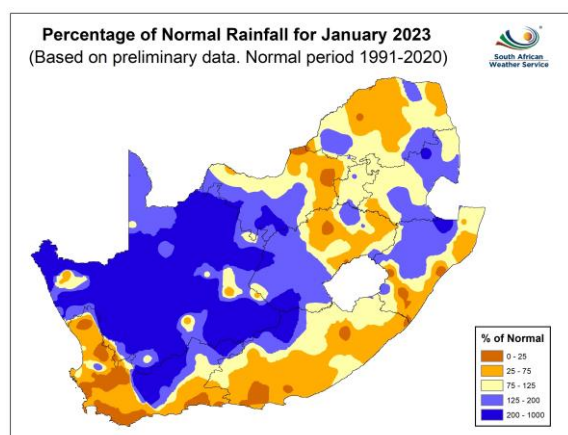 Percentage of Normal Rainfall for January 2023
(Based on preliminary data. Normal period 1991-2020)
South African
Weather Service
% of Normal
0 - 25
25 - 75
75 - 125
125 - 200
200 - 1000